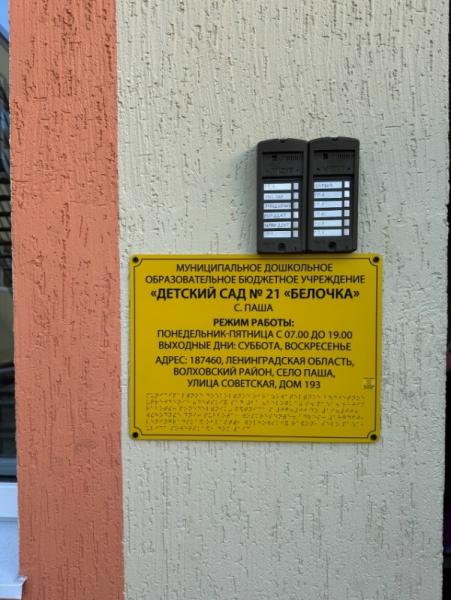 МУНИЦИПАЛЬНОЕ ДОШКОЛЬНОЕ
ОБРАЗОВАТЕЛЬНОЕ БЮДЖЕТНОЕ УЧРЕЖДЕНИЕ
«ДЕТСКИЙ САД № 21 «БЕЛОЧКА»
С. ПАША
РЕЖИМ РАБОТЫ:
ПОНЕДЕЛЬНИК-ПЯТНИЦА С 07.00 ДО 19.00
ВЫХОДНЫЕ ДНИ: СУББОТА, ВОСКРЕСЕНЬЕ
АДРЕС: 187460, ЛЕНИНГРАДСКАЯ ОБЛАСТЬ,
ВОЛХОВСКИЙ РАЙОН, СЕЛО ПАША,
УЛИЦА СОВЕТСКАЯ, ДОМ 193